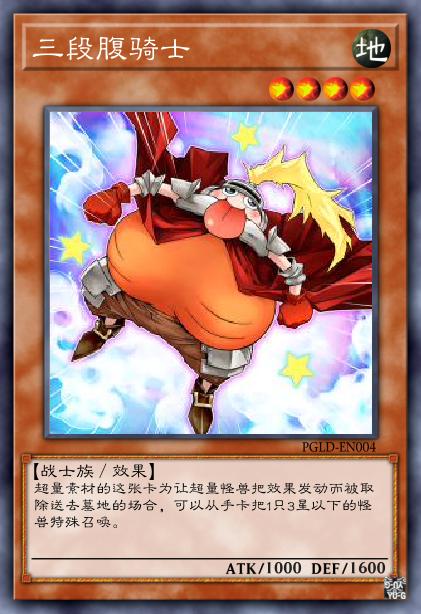 三段腹骑士
地
PGLD-EN004
【战士族／效果】
超量素材的这张卡为让超量怪兽把效果发动而被取
除送去墓地的场合，可以从手卡把1只3星以下的怪
兽特殊召唤。
ATK/1000 DEF/1600